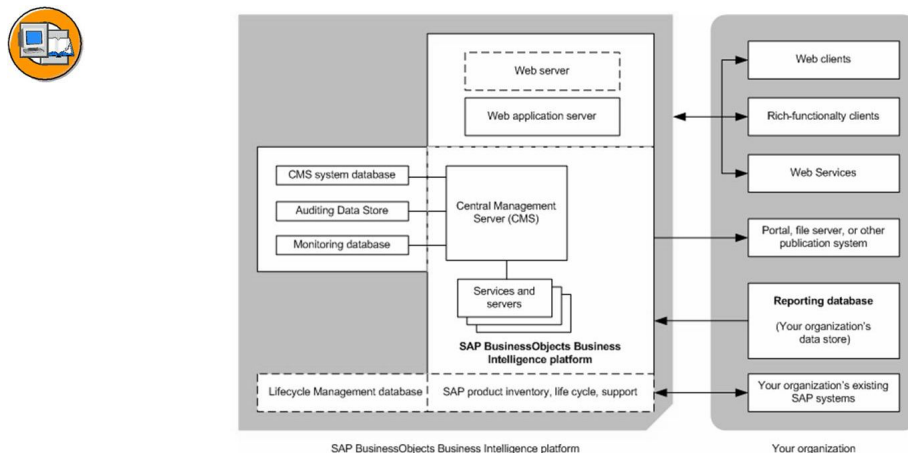 Web server
Web application server
CMS system database
Auditing Data Store
Monitoring database
Central Management
Server (CMS)
Services and
servers
SAP BusinessObjects Business
Intelligence platform
Lifecycle Management database
SAP product inventory, life cycle, support
SAP BusinessObjects Business Intelligence platform
Web clients
Rich-functionalty clients
Web Services
Portal, file server, or other
publication system
Reporting database
(Your organization's
data store)
Your organization's existing
SAP systems
Your organization